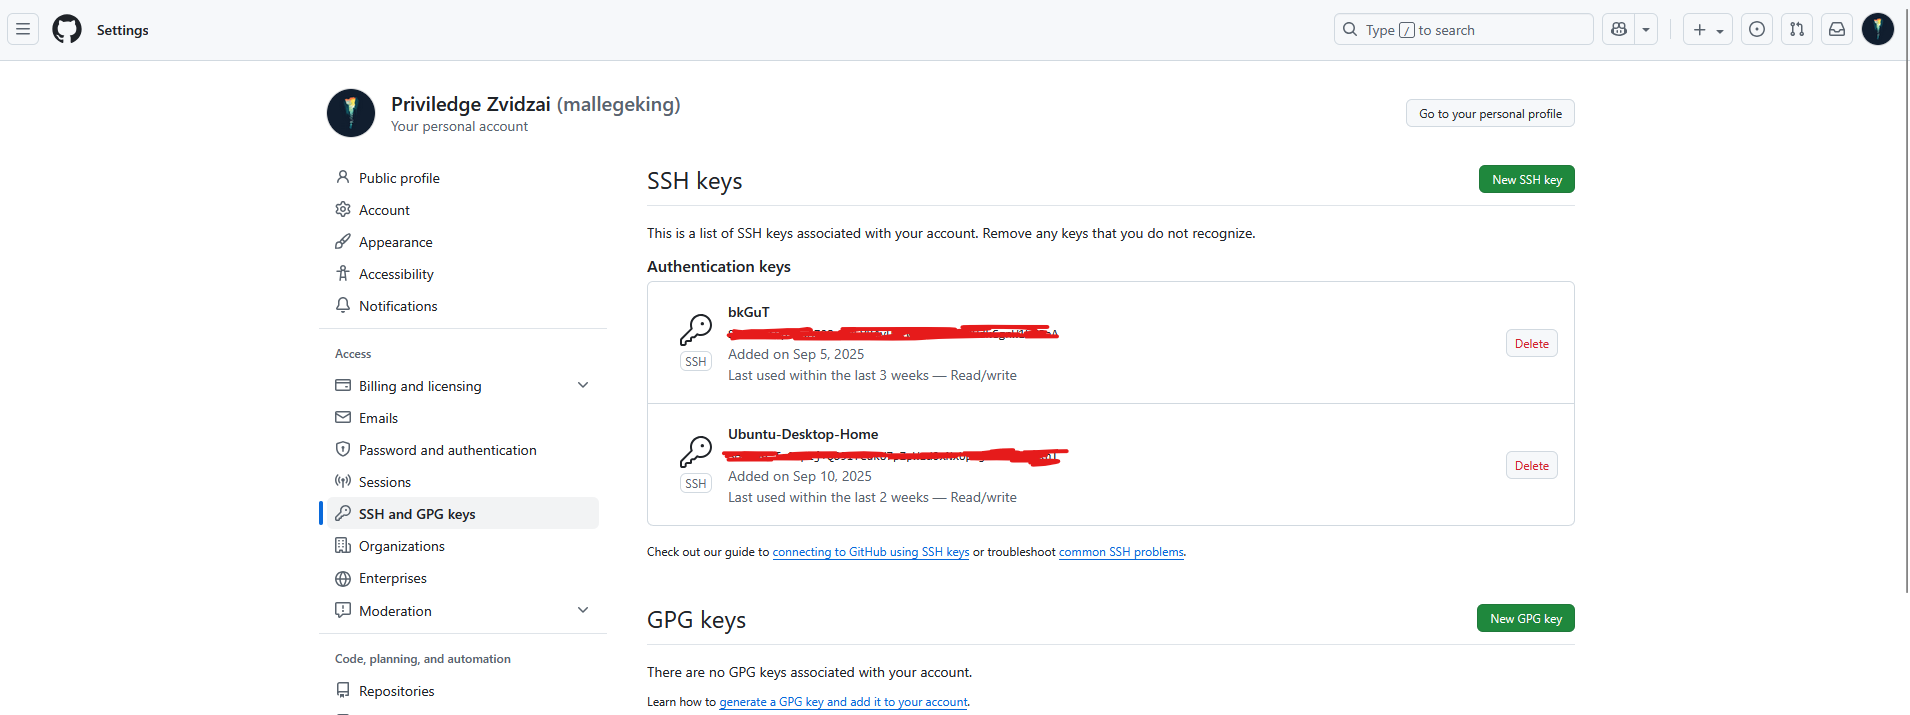 Settings
Type / to search
Priviledge Zvidzai (mallegeking)
Your personal account
Go to your personal profile
Public profile
Account
Appearance
Accessibility
Notifications
Access
Billing and licensing
Emails
Password and authentication
Sessions
SSH and GPG keys
Organizations
Enterprises
Moderation
Code, planning, and automation
Repositories
SSH keys
New SSH key
This is a list of SSH keys associated with your account. Remove any keys that you do not recognize.
Authentication keys
bkGuT
SSH
Added on Sep 5, 2025
Last used within the last 3 weeks — Read/write
Delete
Ubuntu-Desktop-Home
SSH
Added on Sep 10, 2025
Last used within the last 2 weeks — Read/write
Delete
Check out our guide to connecting to GitHub using SSH keys or troubleshoot common SSH problems.
GPG keys
New GPG key
There are no GPG keys associated with your account.
Learn how to generate a GPG key and add it to your account.